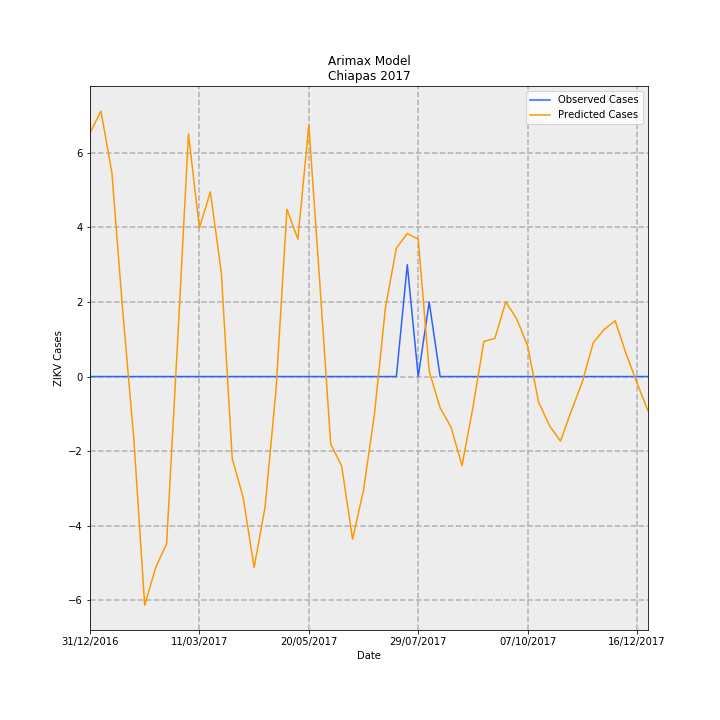 Arimax Model
Chiapas 2017
Observed Cases
Predicted Cases
ZIKV Cases
6
4
2
0
−2
−4
−6
31/12/2016 11/03/2017 20/05/2017 29/07/2017 07/10/2017 16/12/2017
Date